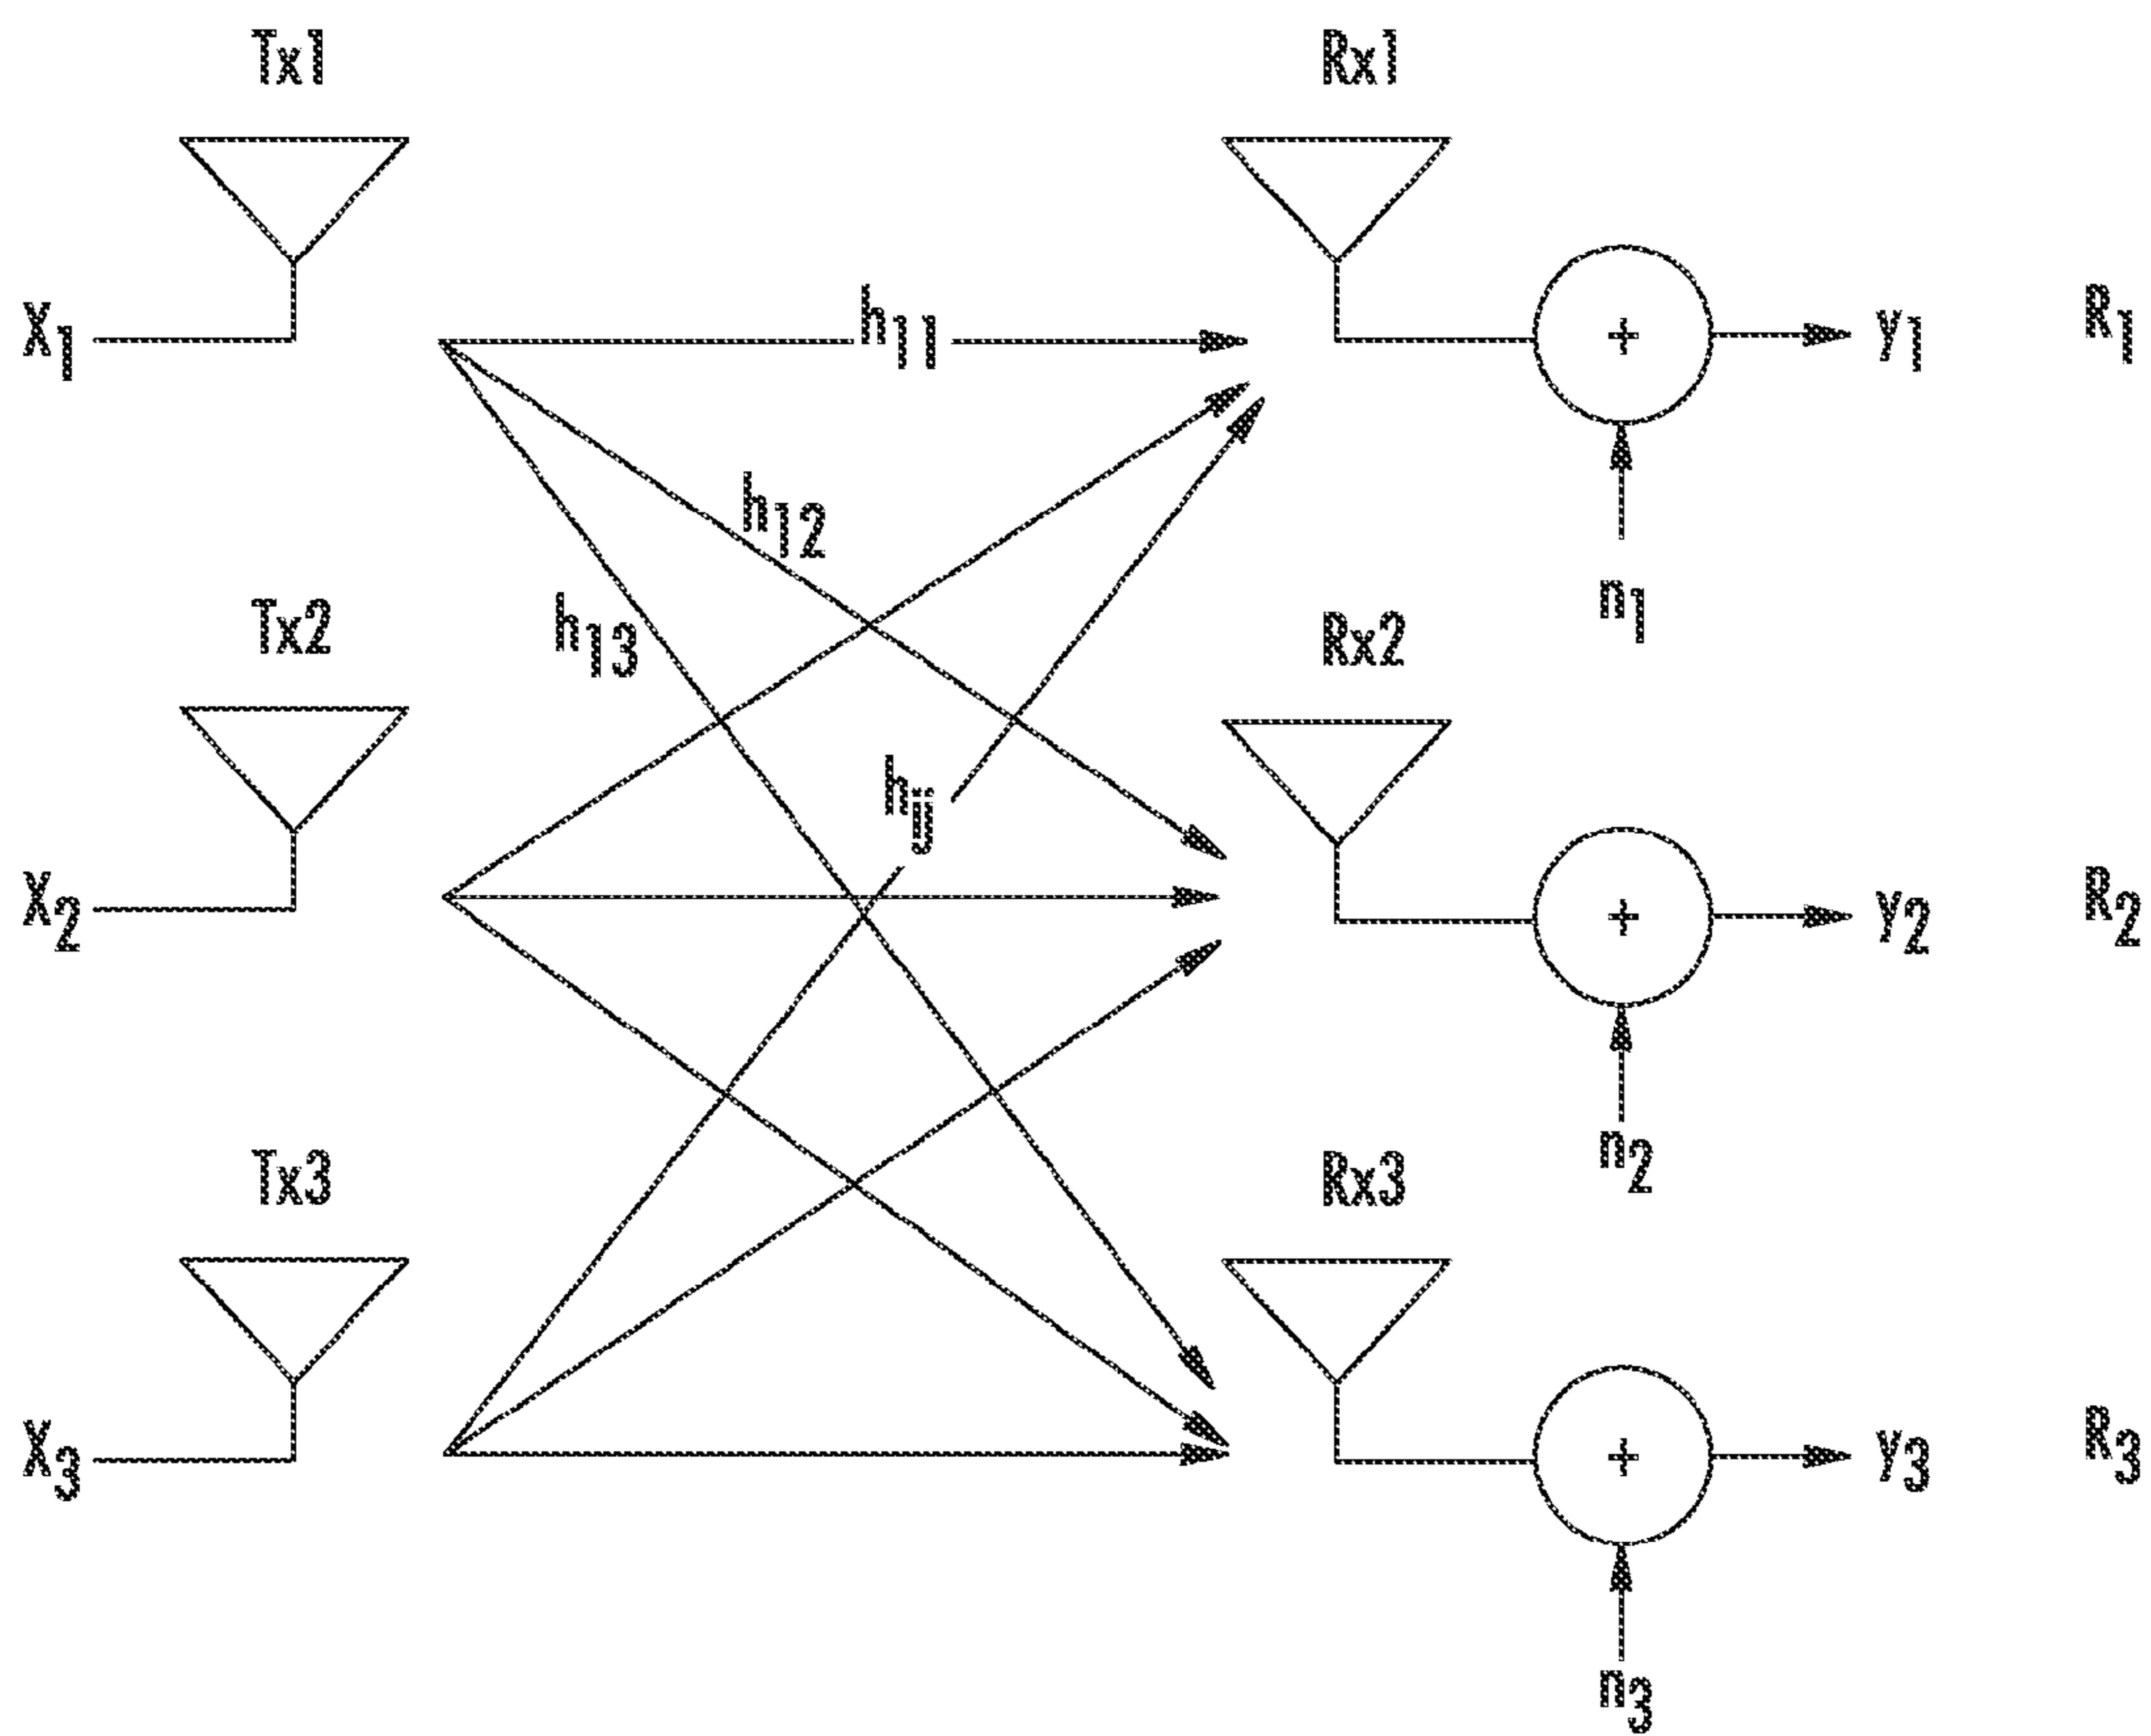 Tx1 Rx1
X1 h11 + y1 R1
h12
h13 n1
Tx2 Rx2
hij
X2 + y2 R2
n2
Tx3 Rx3
X3 + y3 R3
n3